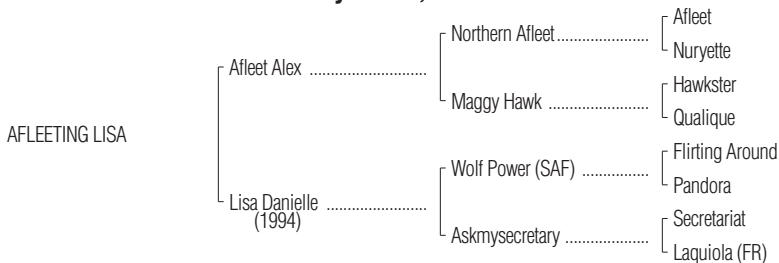 Afleet
Northern Afleet
Nuryette
Afleet Alex
Hawkster
Maggy Hawk
Qualique
AFLEETING LISA
Flirting Around
Wolf Power (SAF)
Pandora
Lisa Danielle
(1994)
Secretariat
Askmysecretary
Laquiola (FR)